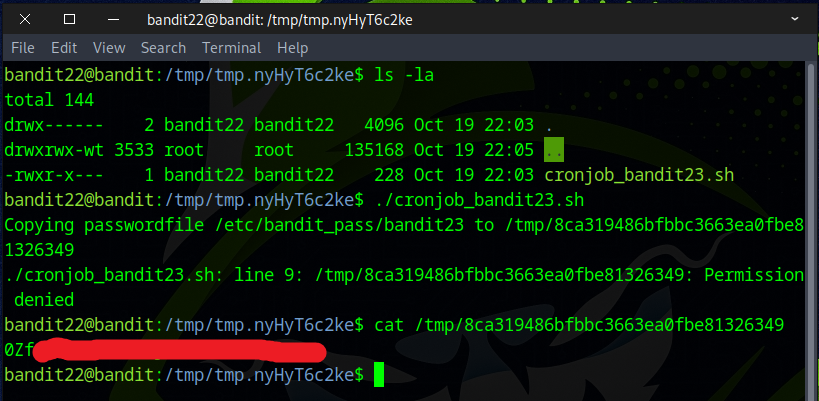 bandit22@bandit: /tmp/tmp.nyHyT6c2ke
File Edit View Search Terminal Help
bandit22@bandit:/tmp/tmp.nyHyT6c2ke$ ls -la
total 144
drwx------ 2 bandit22 bandit22 4096 Oct 19 22:03 .
drwxrwx-wt 3533 root root 135168 Oct 19 22:05 ..
-rwxr-x--- 1 bandit22 bandit22 228 Oct 19 22:03 cronjob_bandit23.sh
bandit22@bandit:/tmp/tmp.nyHyT6c2ke$ ./cronjob_bandit23.sh
Copying passwordfile /etc/bandit_pass/bandit23 to /tmp/8ca319486bfbbc3663ea0fbe8
1326349
./cronjob_bandit23.sh: line 9: /tmp/8ca319486bfbbc3663ea0fbe81326349: Permission
denied
bandit22@bandit:/tmp/tmp.nyHyT6c2ke$ cat /tmp/8ca319486bfbbc3663ea0fbe81326349
0Zf
bandit22@bandit:/tmp/tmp.nyHyT6c2ke$